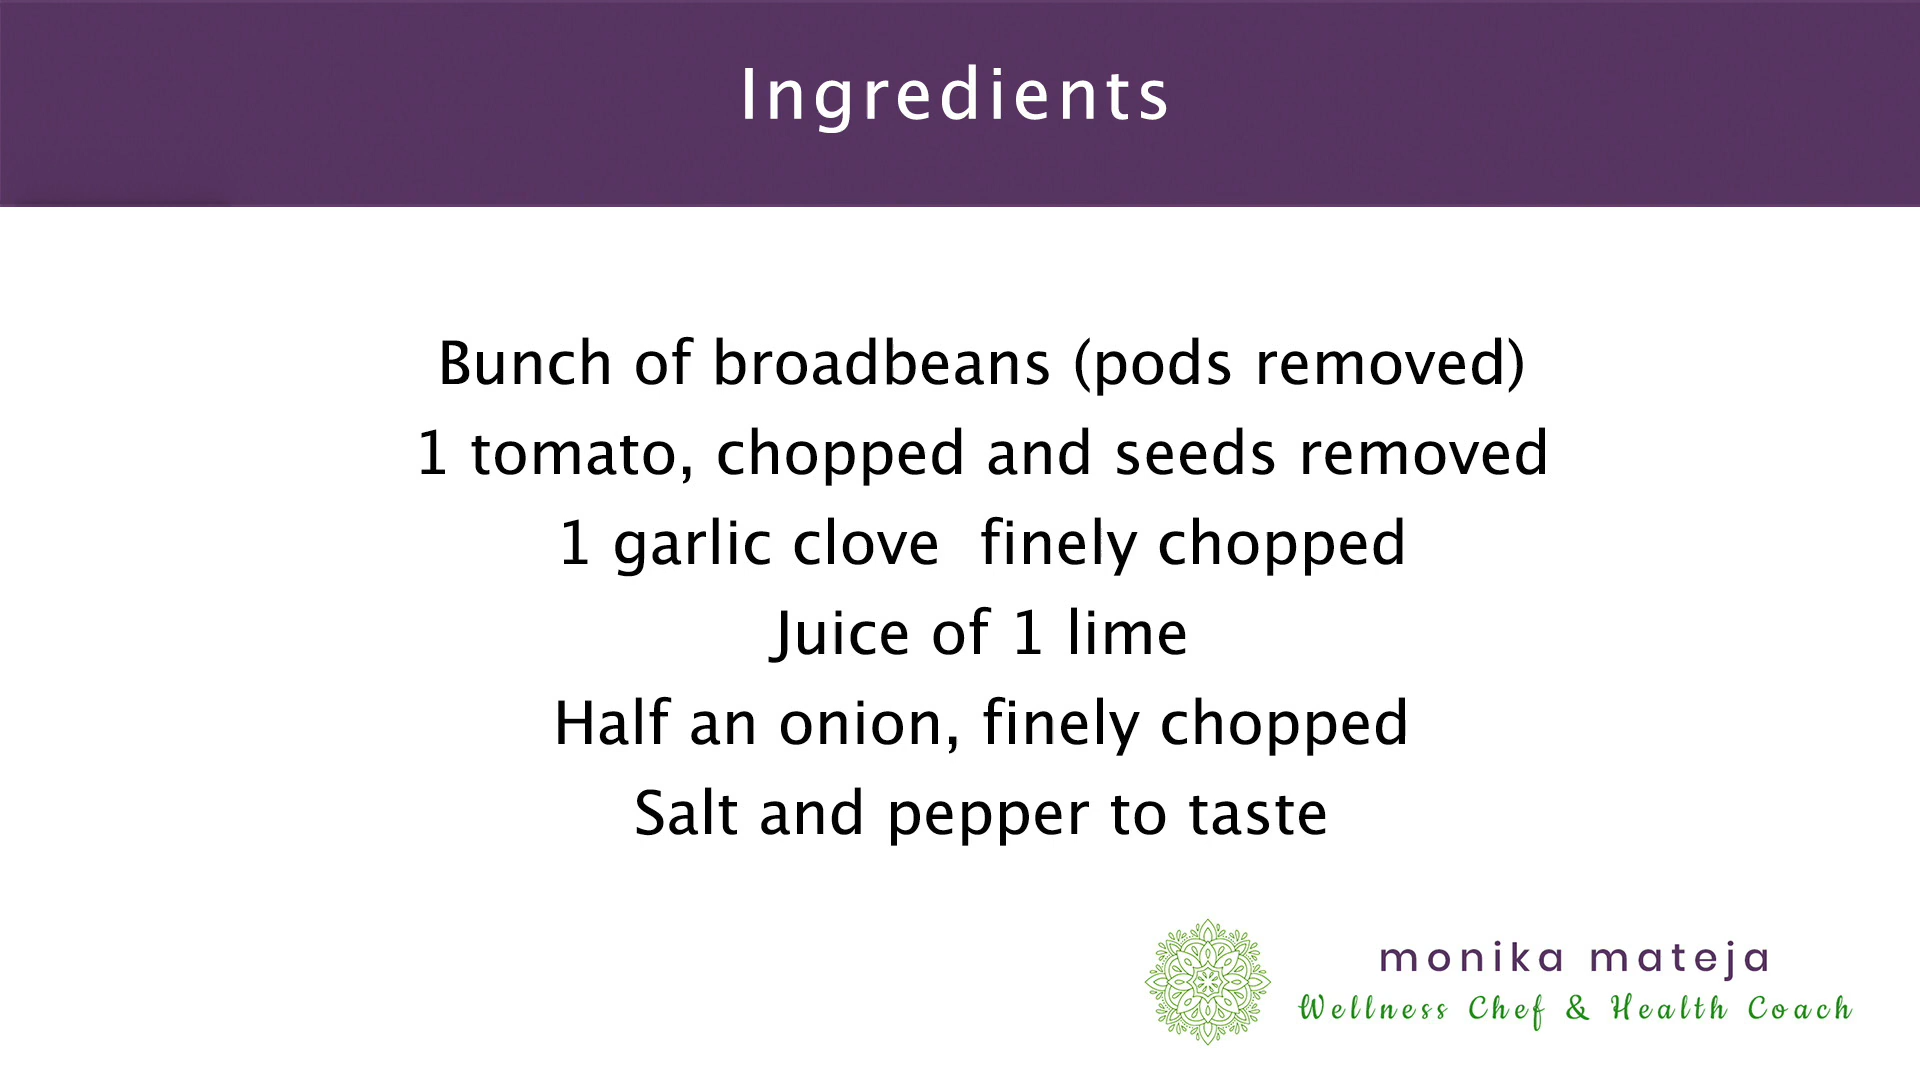 Ingredients
Bunch of broadbeans (pods removed)
1 tomato, chopped and seeds removed
1 garlic clove  finely chopped
Juice of 1 lime
Half an onion, finely chopped
Salt and pepper to taste
monika mateja
Wellness Chef & Health Coach